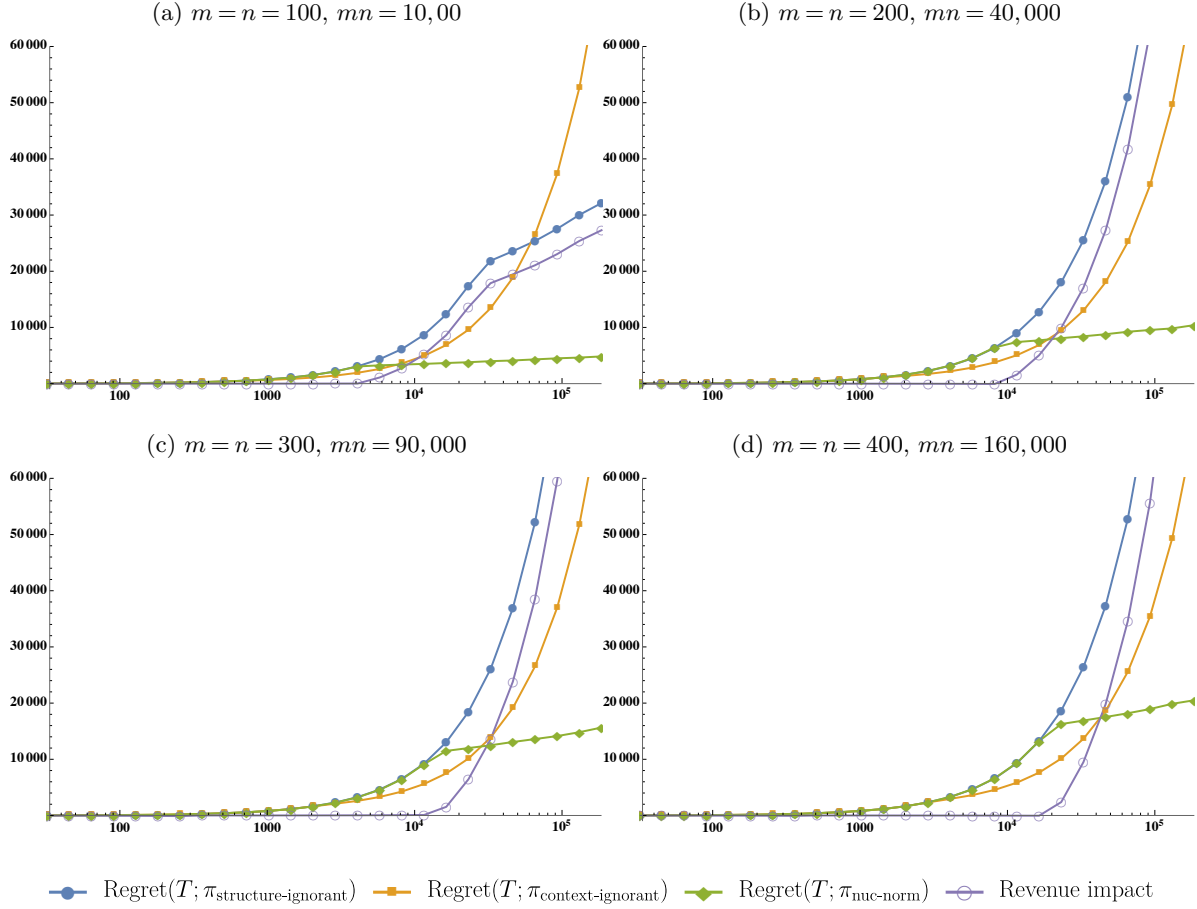 (a) m = n = 100, mn = 10,00
60 000
50 000
40 000
30 000
20 000
10 000
100 1000 10⁴ 10⁵
(b) m = n = 200, mn = 40,000
60 000
50 000
40 000
30 000
20 000
10 000
100 1000 10⁴ 10⁵
(c) m = n = 300, mn = 90,000
60 000
50 000
40 000
30 000
20 000
10 000
100 1000 10⁴ 10⁵
(d) m = n = 400, mn = 160,000
60 000
50 000
40 000
30 000
20 000
10 000
100 1000 10⁴ 10⁵
Regret(T; π_structure-ignorant) Regret(T; π_context-ignorant) Regret(T; π_nuc-norm) Revenue impact